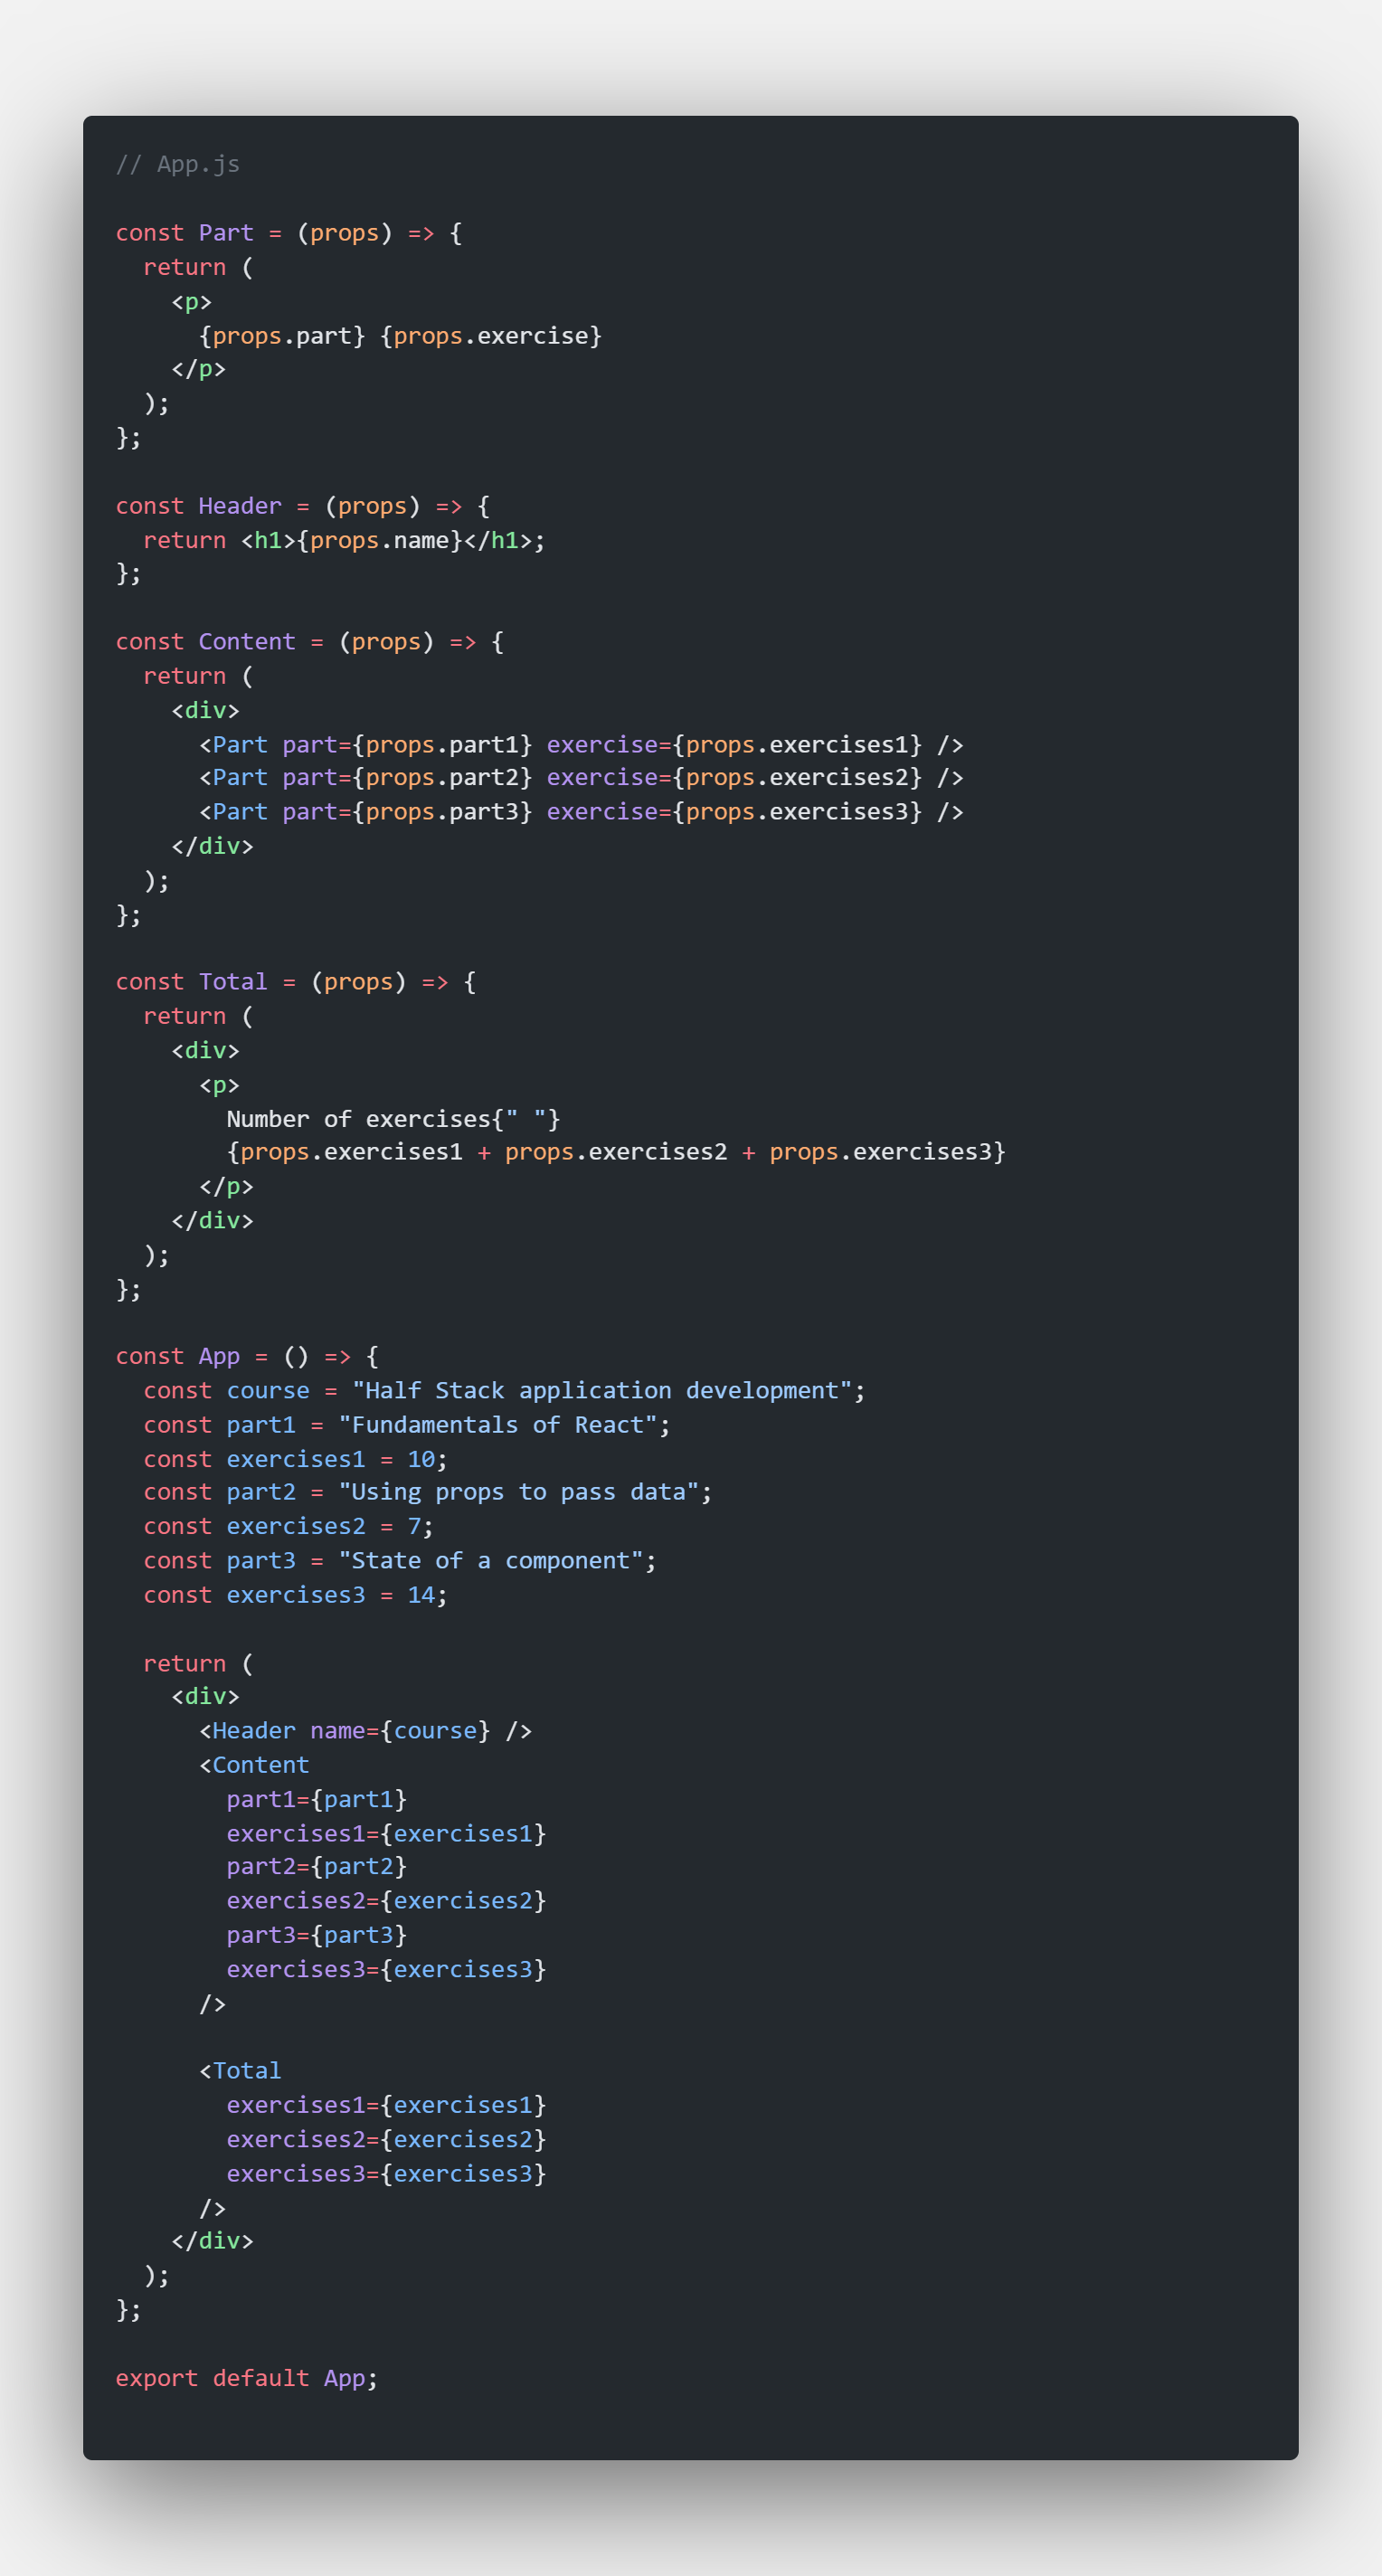 // App.js

const Part = (props) => {
  return (
    <p>
      {props.part} {props.exercise}
    </p>
  );
};

const Header = (props) => {
  return <h1>{props.name}</h1>;
};

const Content = (props) => {
  return (
    <div>
      <Part part={props.part1} exercise={props.exercises1} />
      <Part part={props.part2} exercise={props.exercises2} />
      <Part part={props.part3} exercise={props.exercises3} />
    </div>
  );
};

const Total = (props) => {
  return (
    <div>
      <p>
        Number of exercises{" "}
        {props.exercises1 + props.exercises2 + props.exercises3}
      </p>
    </div>
  );
};

const App = () => {
  const course = "Half Stack application development";
  const part1 = "Fundamentals of React";
  const exercises1 = 10;
  const part2 = "Using props to pass data";
  const exercises2 = 7;
  const part3 = "State of a component";
  const exercises3 = 14;

  return (
    <div>
      <Header name={course} />
      <Content
        part1={part1}
        exercises1={exercises1}
        part2={part2}
        exercises2={exercises2}
        part3={part3}
        exercises3={exercises3}
      />

      <Total
        exercises1={exercises1}
        exercises2={exercises2}
        exercises3={exercises3}
      />
    </div>
  );
};

export default App;